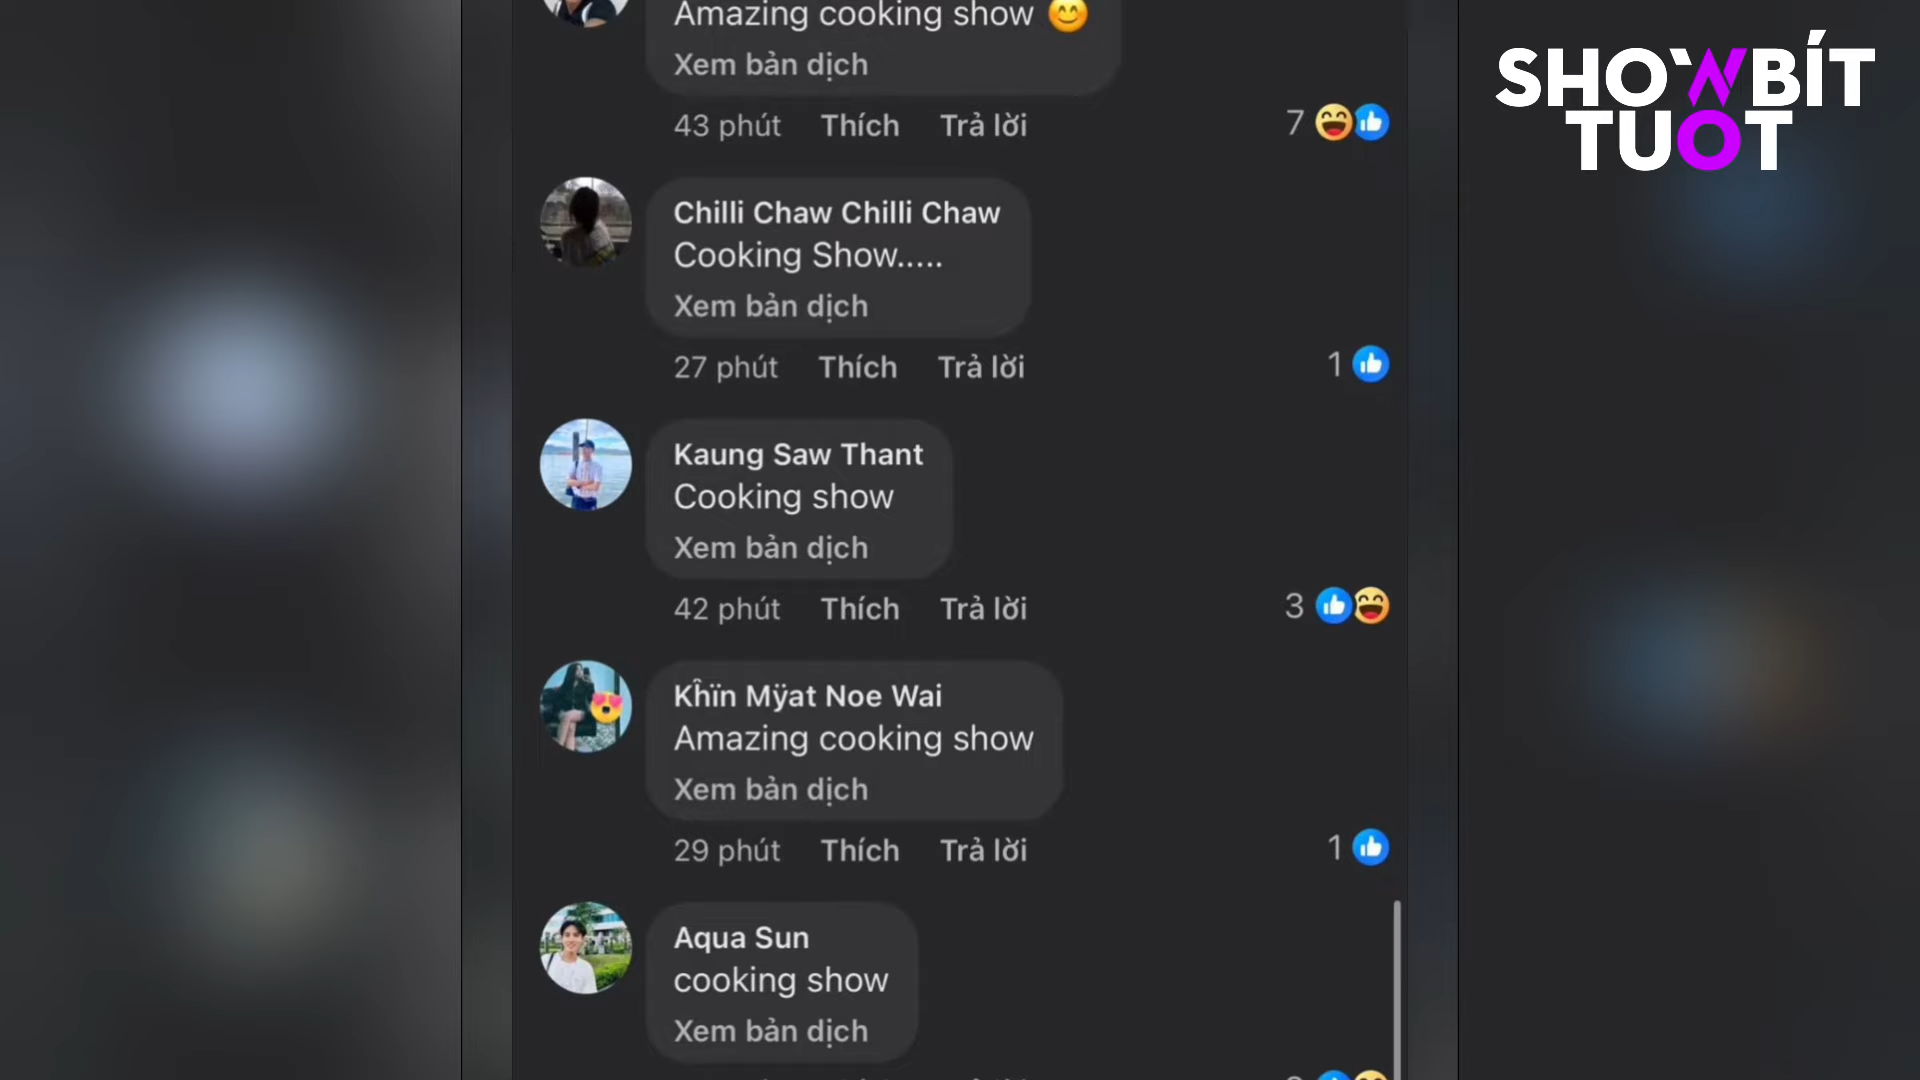 Amazing cooking show 😊
Xem bản dịch
43 phút Thích Trả lời 7
Chilli Chaw Chilli Chaw
Cooking Show.....
Xem bản dịch
27 phút Thích Trả lời 1
Kaung Saw Thant
Cooking show
Xem bản dịch
42 phút Thích Trả lời 3
Kĥïn Mÿat Noe Wai
Amazing cooking show
Xem bản dịch
29 phút Thích Trả lời 1
Aqua Sun
cooking show
Xem bản dịch
SHOWBÍT
TUOT